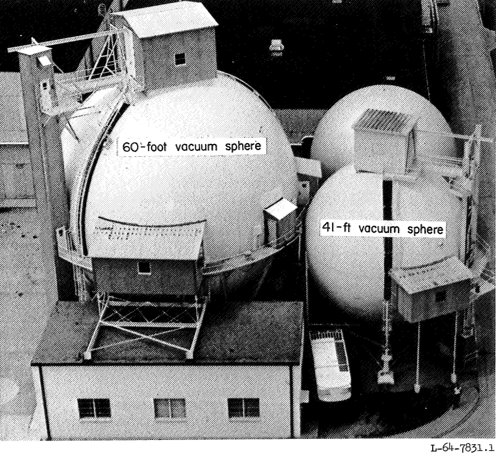 60'-foot vacuum sphere
41-ft vacuum sphere
L-64-7831.1